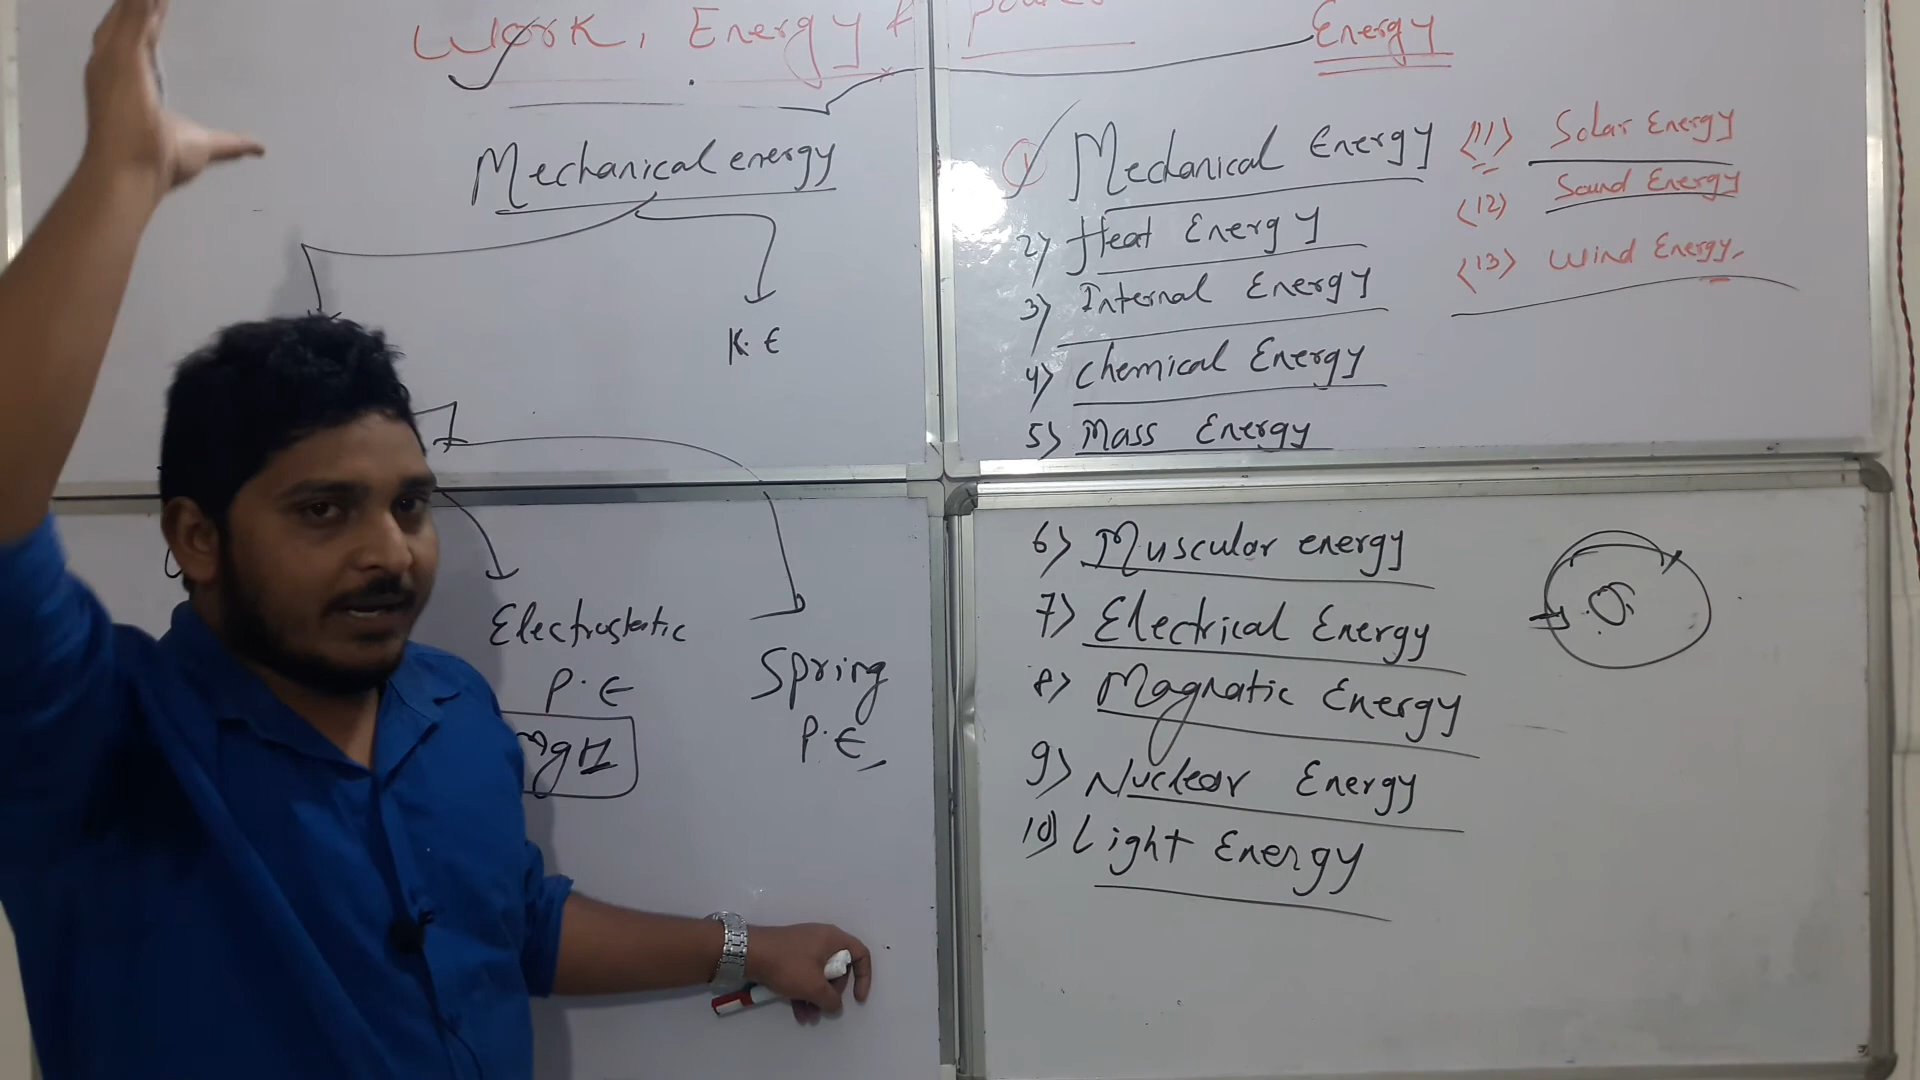 Work, Energy &
Mechanical energy
K.E
Electrostatic
P.E
Spring
P.E
Energy
1 Mechanical Energy
2) Heat Energy
3) Internal Energy
4) Chemical Energy
5) Mass Energy
6) Muscular energy
7) Electrical Energy
8) Magnatic Energy
9) Nuclear Energy
10) Light Energy
(11) Solar Energy
(12) Sound Energy
(13) Wind Energy